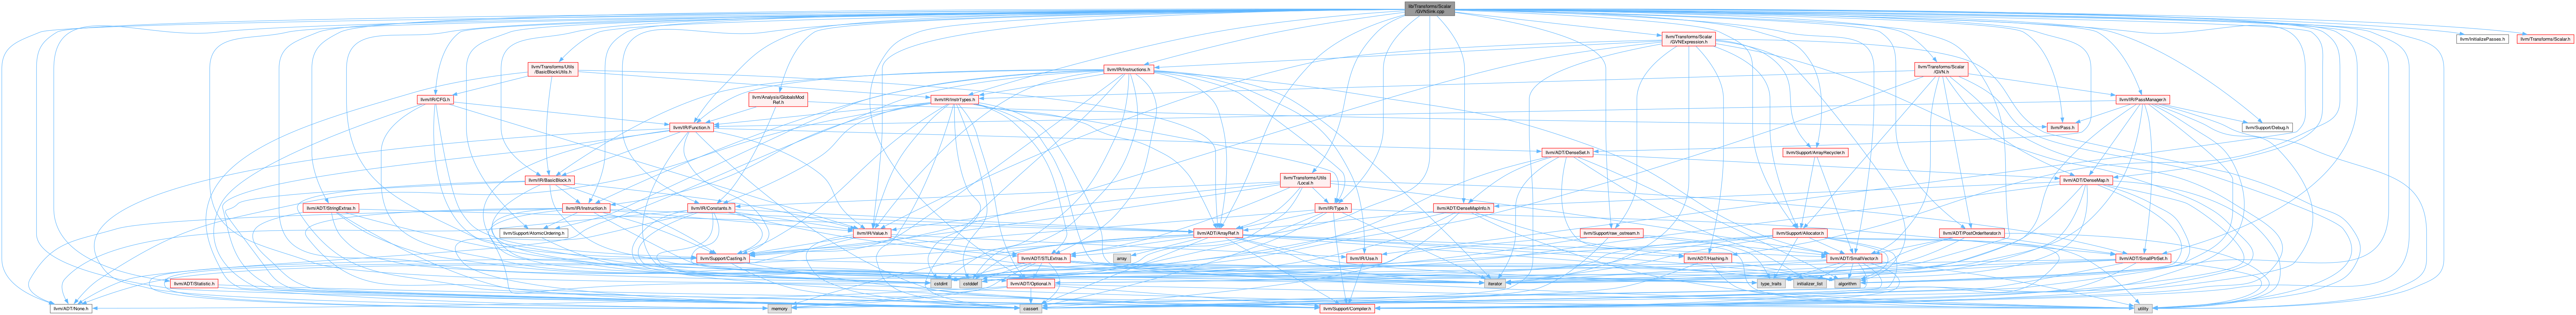 lib/Transforms/Scalar
/GVNSink.cpp
llvm/Transforms/Scalar
/GVNExpression.h
llvm/InitializePasses.h
llvm/Transforms/Scalar.h
llvm/Transforms/Utils
/BasicBlockUtils.h
llvm/IR/Instructions.h
llvm/Transforms/Scalar
/GVN.h
llvm/IR/CFG.h
llvm/Analysis/GlobalsMod
Ref.h
llvm/IR/InstrTypes.h
llvm/IR/PassManager.h
llvm/IR/Function.h
llvm/Pass.h
llvm/Support/Debug.h
llvm/ADT/DenseSet.h
llvm/Support/ArrayRecycler.h
llvm/IR/BasicBlock.h
llvm/Transforms/Utils
/Local.h
llvm/ADT/DenseMap.h
llvm/ADT/StringExtras.h
llvm/IR/Instruction.h
llvm/IR/Constants.h
llvm/IR/Type.h
llvm/ADT/DenseMapInfo.h
llvm/Support/AtomicOrdering.h
llvm/IR/Value.h
llvm/ADT/ArrayRef.h
llvm/Support/raw_ostream.h
llvm/Support/Allocator.h
llvm/ADT/PostOrderIterator.h
llvm/Support/Casting.h
llvm/ADT/STLExtras.h
array
llvm/IR/Use.h
llvm/ADT/Hashing.h
llvm/ADT/SmallVector.h
llvm/ADT/SmallPtrSet.h
llvm/ADT/Statistic.h
cstdint
cstddef
llvm/ADT/Optional.h
iterator
type_traits
initializer_list
algorithm
llvm/ADT/None.h
memory
cassert
llvm/Support/Compiler.h
utility